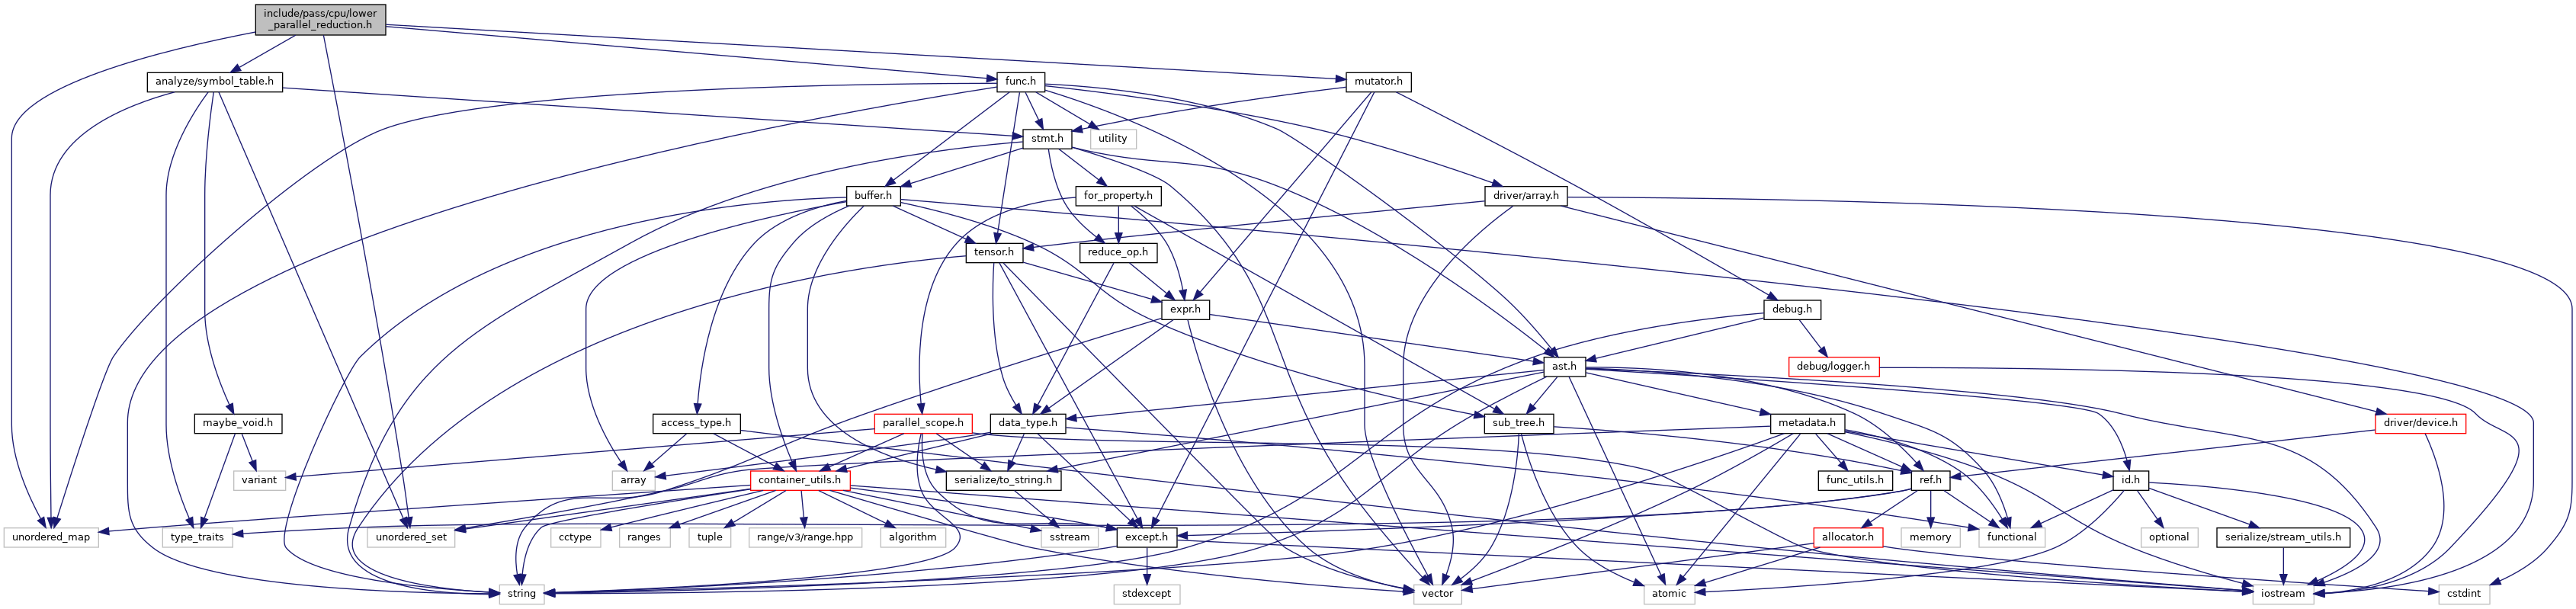 include/pass/cpu/lower
_parallel_reduction.h
analyze/symbol_table.h
func.h
mutator.h
stmt.h
utility
buffer.h
for_property.h
driver/array.h
tensor.h
reduce_op.h
expr.h
debug.h
ast.h
debug/logger.h
maybe_void.h
access_type.h
parallel_scope.h
data_type.h
sub_tree.h
metadata.h
driver/device.h
variant
array
container_utils.h
serialize/to_string.h
func_utils.h
ref.h
id.h
unordered_map
type_traits
unordered_set
cctype
ranges
tuple
range/v3/range.hpp
algorithm
sstream
except.h
allocator.h
memory
functional
optional
serialize/stream_utils.h
string
stdexcept
vector
atomic
iostream
cstdint